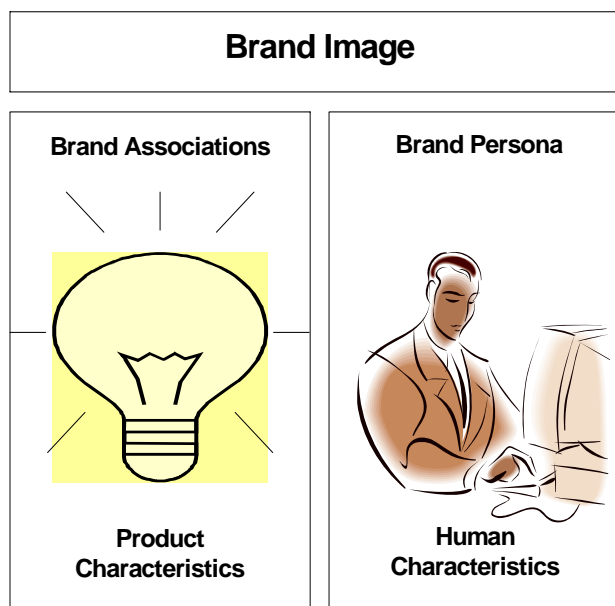 Brand Image
Brand Associations
Product
Characteristics
Brand Persona
Human
Characteristics